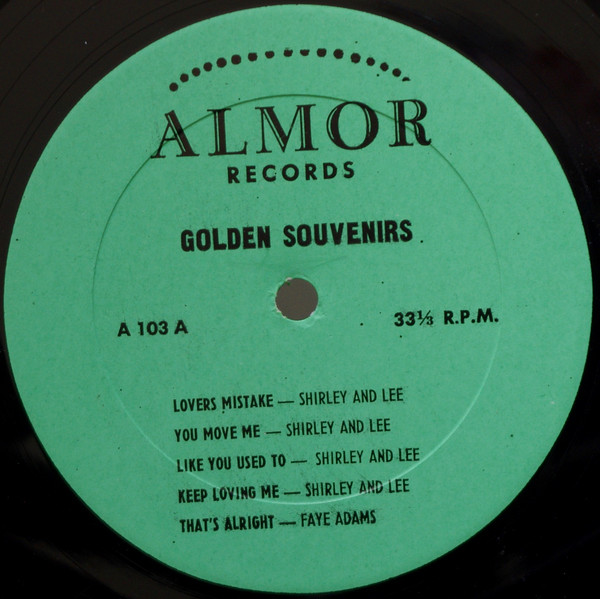 ALMOR
RECORDS
GOLDEN SOUVENIRS
A 103 A 33⅓ R.P.M.
LOVERS MISTAKE — SHIRLEY AND LEE
YOU MOVE ME — SHIRLEY AND LEE
LIKE YOU USED TO — SHIRLEY AND LEE
KEEP LOVING ME — SHIRLEY AND LEE
THAT'S ALRIGHT — FAYE ADAMS